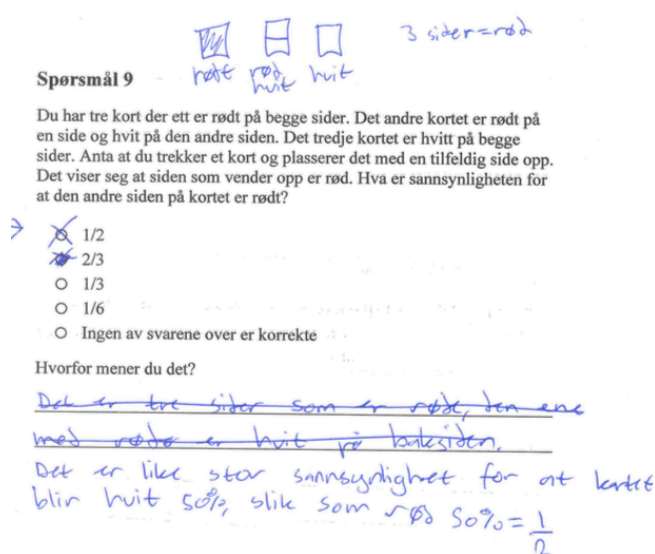 3 sider=rød
rødt rød hvit hvit
Spørsmål 9
Du har tre kort der ett er rødt på begge sider. Det andre kortet er rødt på
en side og hvit på den andre siden. Det tredje kortet er hvitt på begge
sider. Anta at du trekker et kort og plasserer det med en tilfeldig side opp.
Det viser seg at siden som vender opp er rød. Hva er sannsynligheten for
at den andre siden på kortet er rødt?
1/2
2/3
1/3
1/6
Ingen av svarene over er korrekte
Hvorfor mener du det?
Det er tre sider som er røde, den ene
med røde er hvit på baksiden.
Det er like stor sannsynlighet for at kortet
blir hvit 50%, slik som rød 50% = 1/2